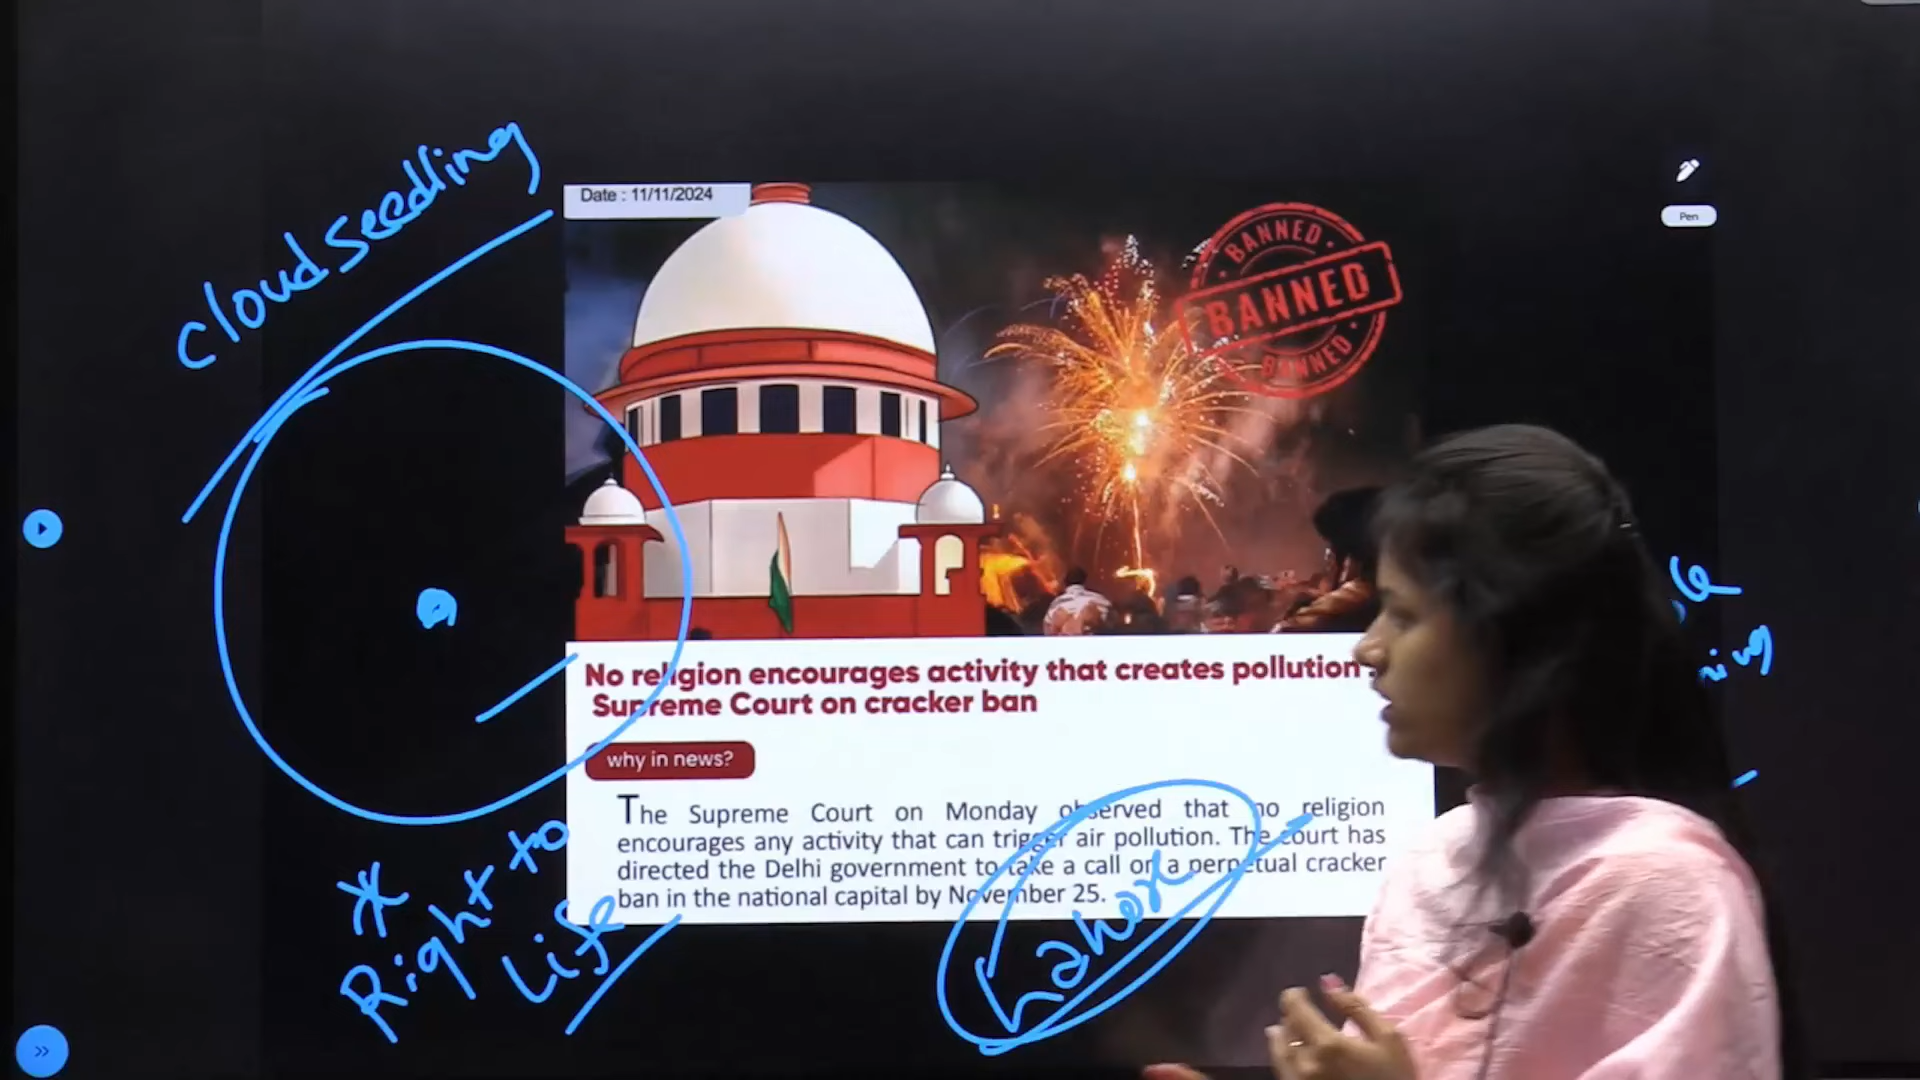 cloudseedling
Date : 11/11/2024
BANNED
BANNED
BANNED
Pen
No religion encourages activity that creates pollution
Supreme Court on cracker ban
why in news?
The Supreme Court on Monday observed that no religion
encourages any activity that can trigger air pollution. The court has
directed the Delhi government to take a call on a perpetual cracker
ban in the national capital by November 25.
Right to
Life
Lahore